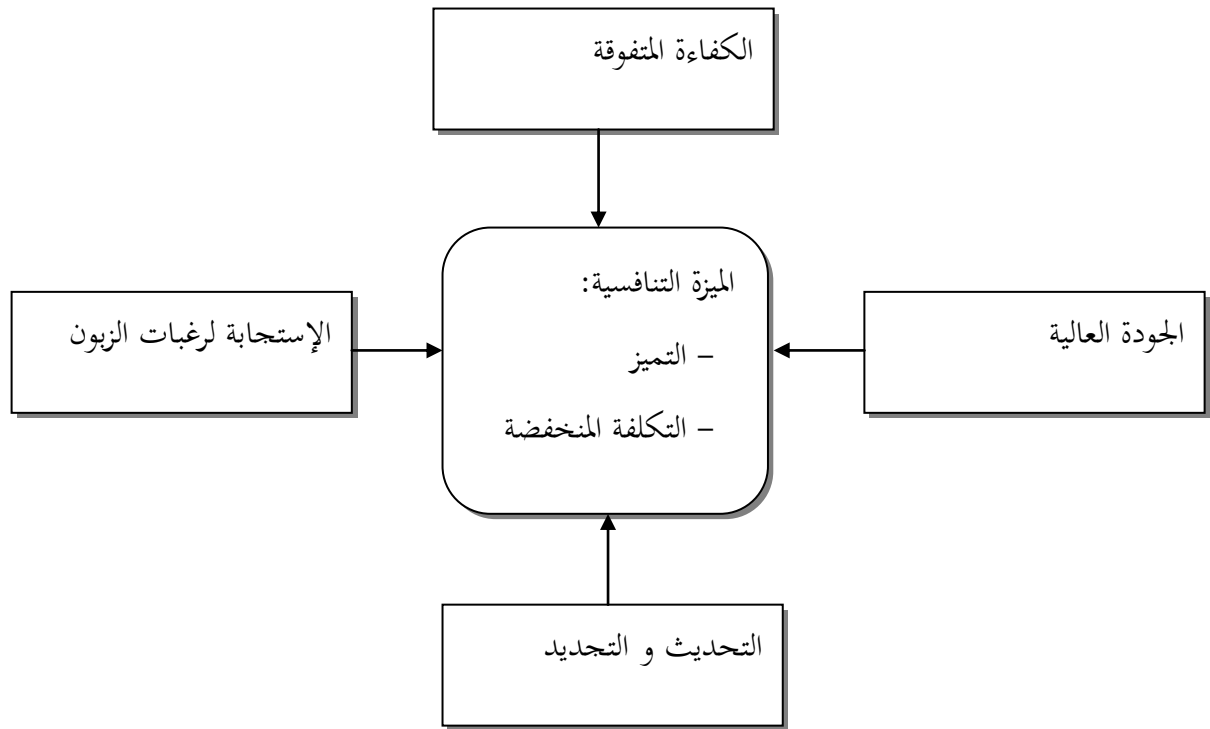 الكفاءة المتفوقة
الميزة التنافسية:
– التميز
– التكلفة المنخفضة
الجودة العالية
الإستجابة لرغبات الزبون
التحديث و التجديد